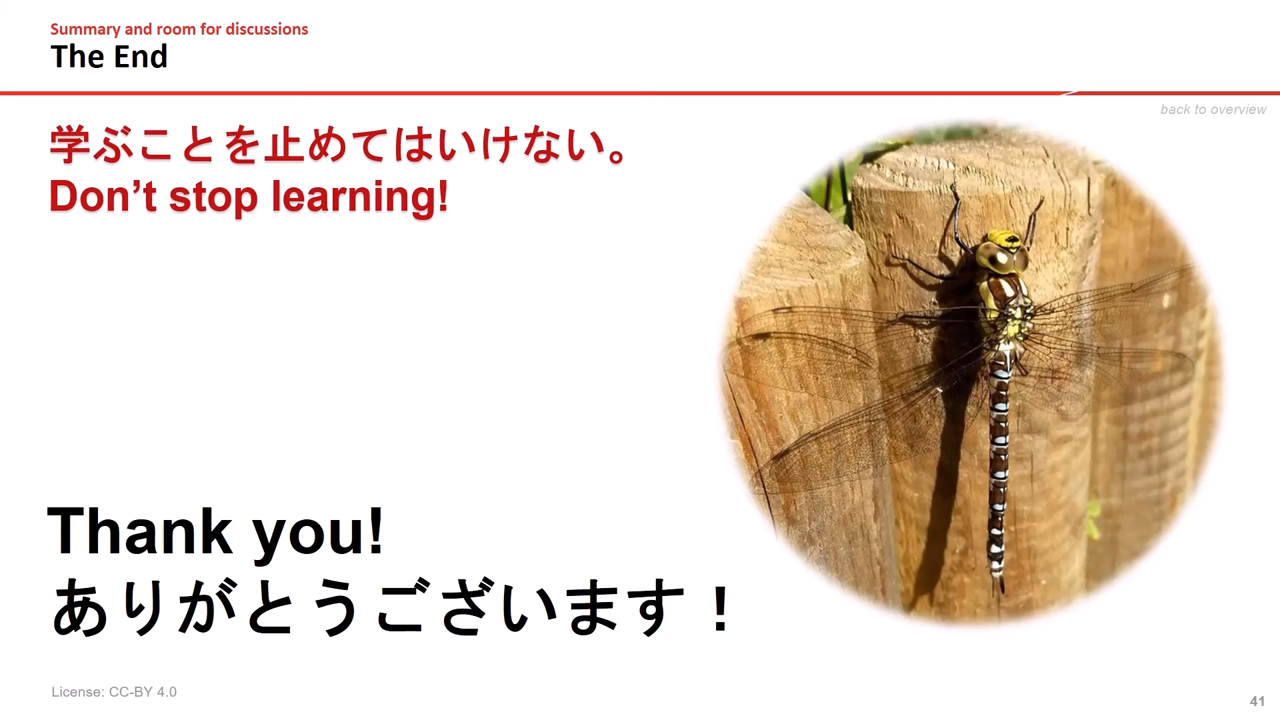 Summary and room for discussions
The End
back to overview
学ぶことを止めてはいけない。
Don’t stop learning!
Thank you!
ありがとうございます！
License: CC-BY 4.0
41